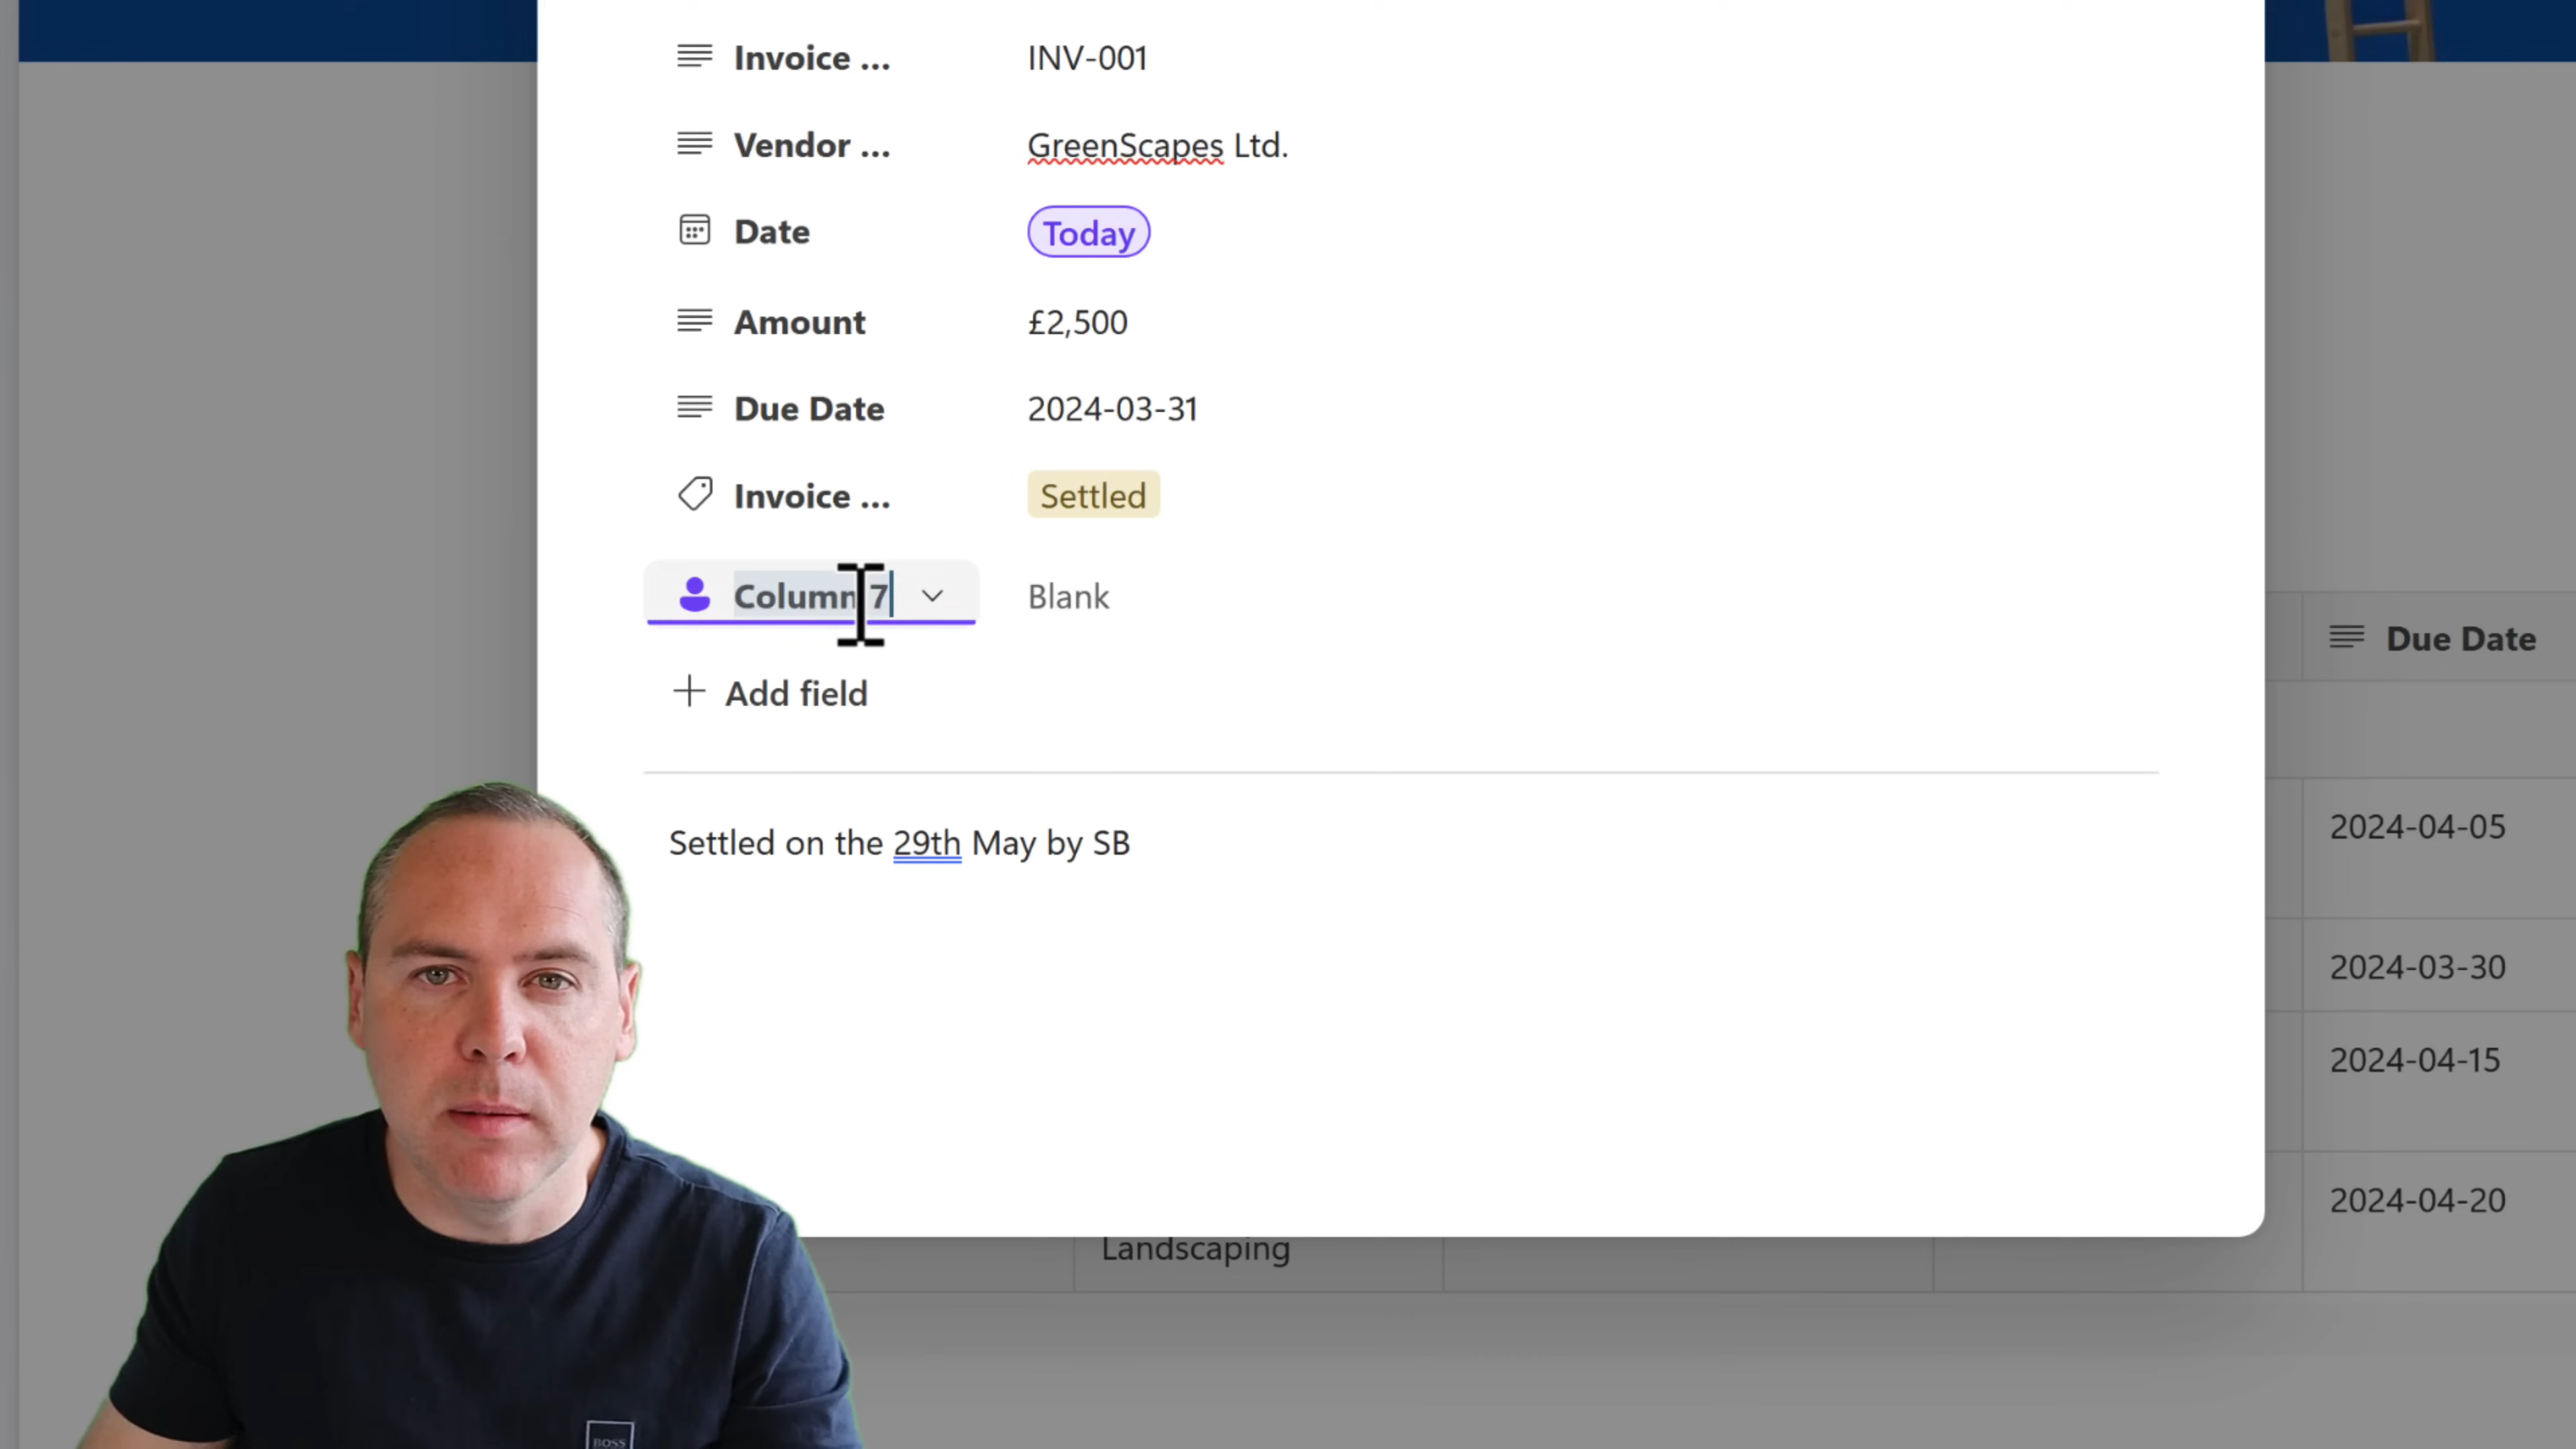 Invoice ... INV-001
Vendor ... GreenScapes Ltd.
Date Today
Amount £2,500
Due Date 2024-03-31
Invoice ... Settled
Column 7 Blank
Add field
Settled on the 29th May by SB
Due Date
2024-04-05
2024-03-30
2024-04-15
2024-04-20
Landscaping
BOSS